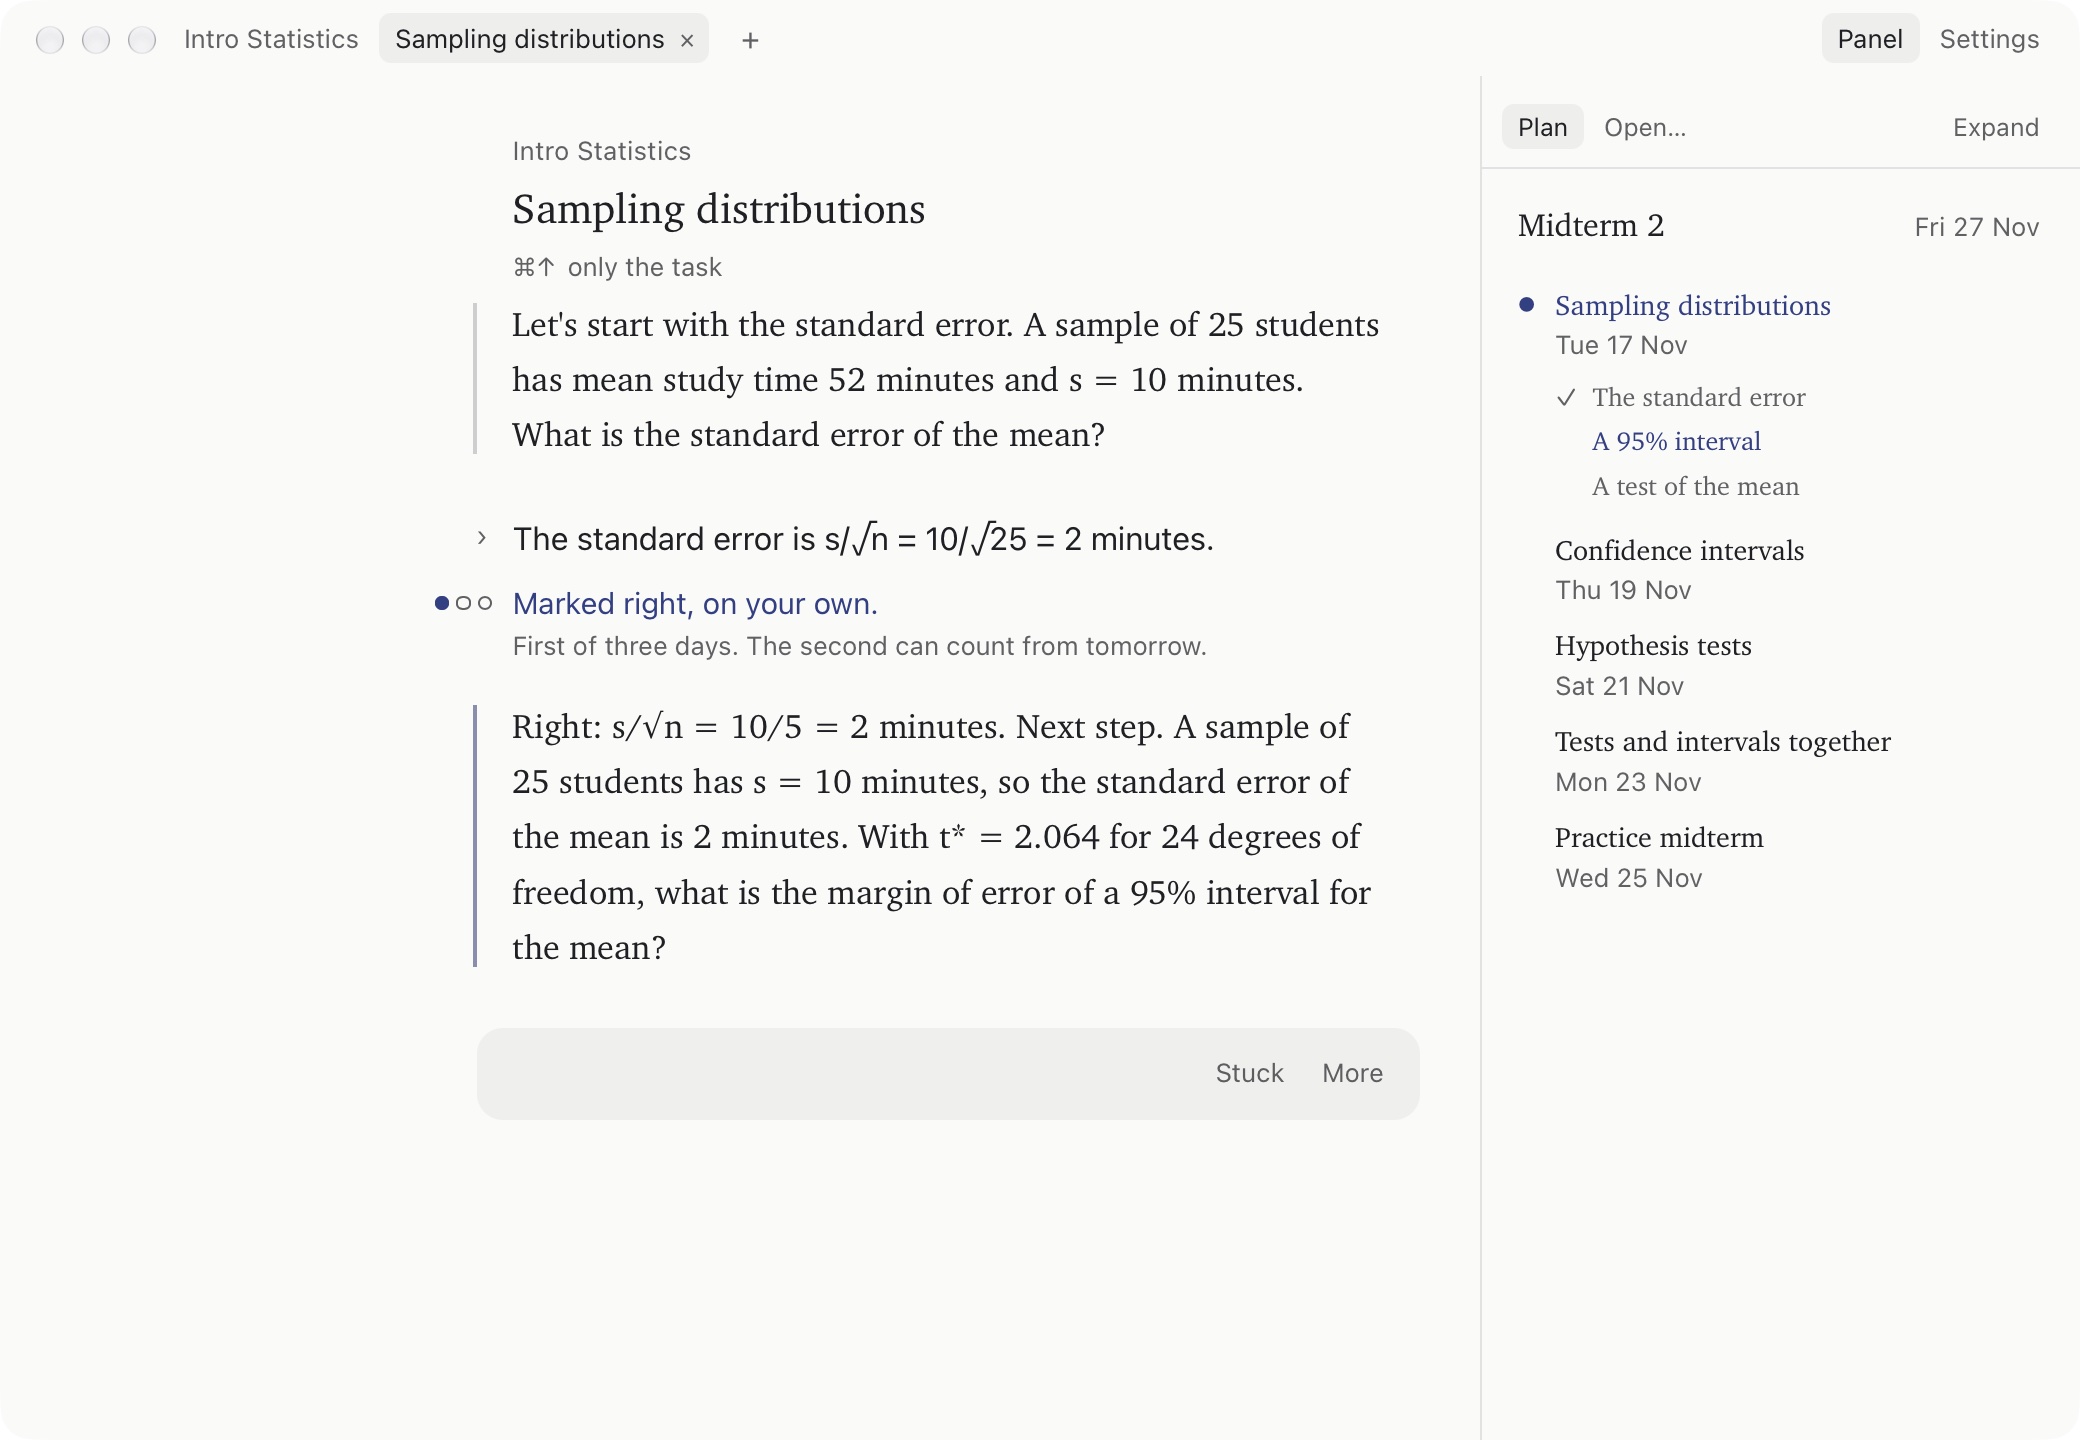 Intro Statistics
Sampling distributions ×
+
Panel
Settings
Intro Statistics
Sampling distributions
⌘↑ only the task
Let's start with the standard error. A sample of 25 students
has mean study time 52 minutes and s = 10 minutes.
What is the standard error of the mean?
› The standard error is s/√n = 10/√25 = 2 minutes.
Marked right, on your own.
First of three days. The second can count from tomorrow.
Right: s/√n = 10/5 = 2 minutes. Next step. A sample of
25 students has s = 10 minutes, so the standard error of
the mean is 2 minutes. With t* = 2.064 for 24 degrees of
freedom, what is the margin of error of a 95% interval for
the mean?
Stuck
More
Plan
Open...
Expand
Midterm 2
Fri 27 Nov
Sampling distributions
Tue 17 Nov
✓ The standard error
A 95% interval
A test of the mean
Confidence intervals
Thu 19 Nov
Hypothesis tests
Sat 21 Nov
Tests and intervals together
Mon 23 Nov
Practice midterm
Wed 25 Nov